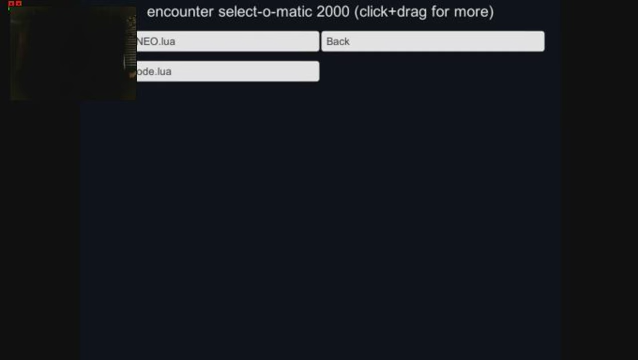 encounter select-o-matic 2000 (click+drag for more)
NEO.lua
Back
ode.lua